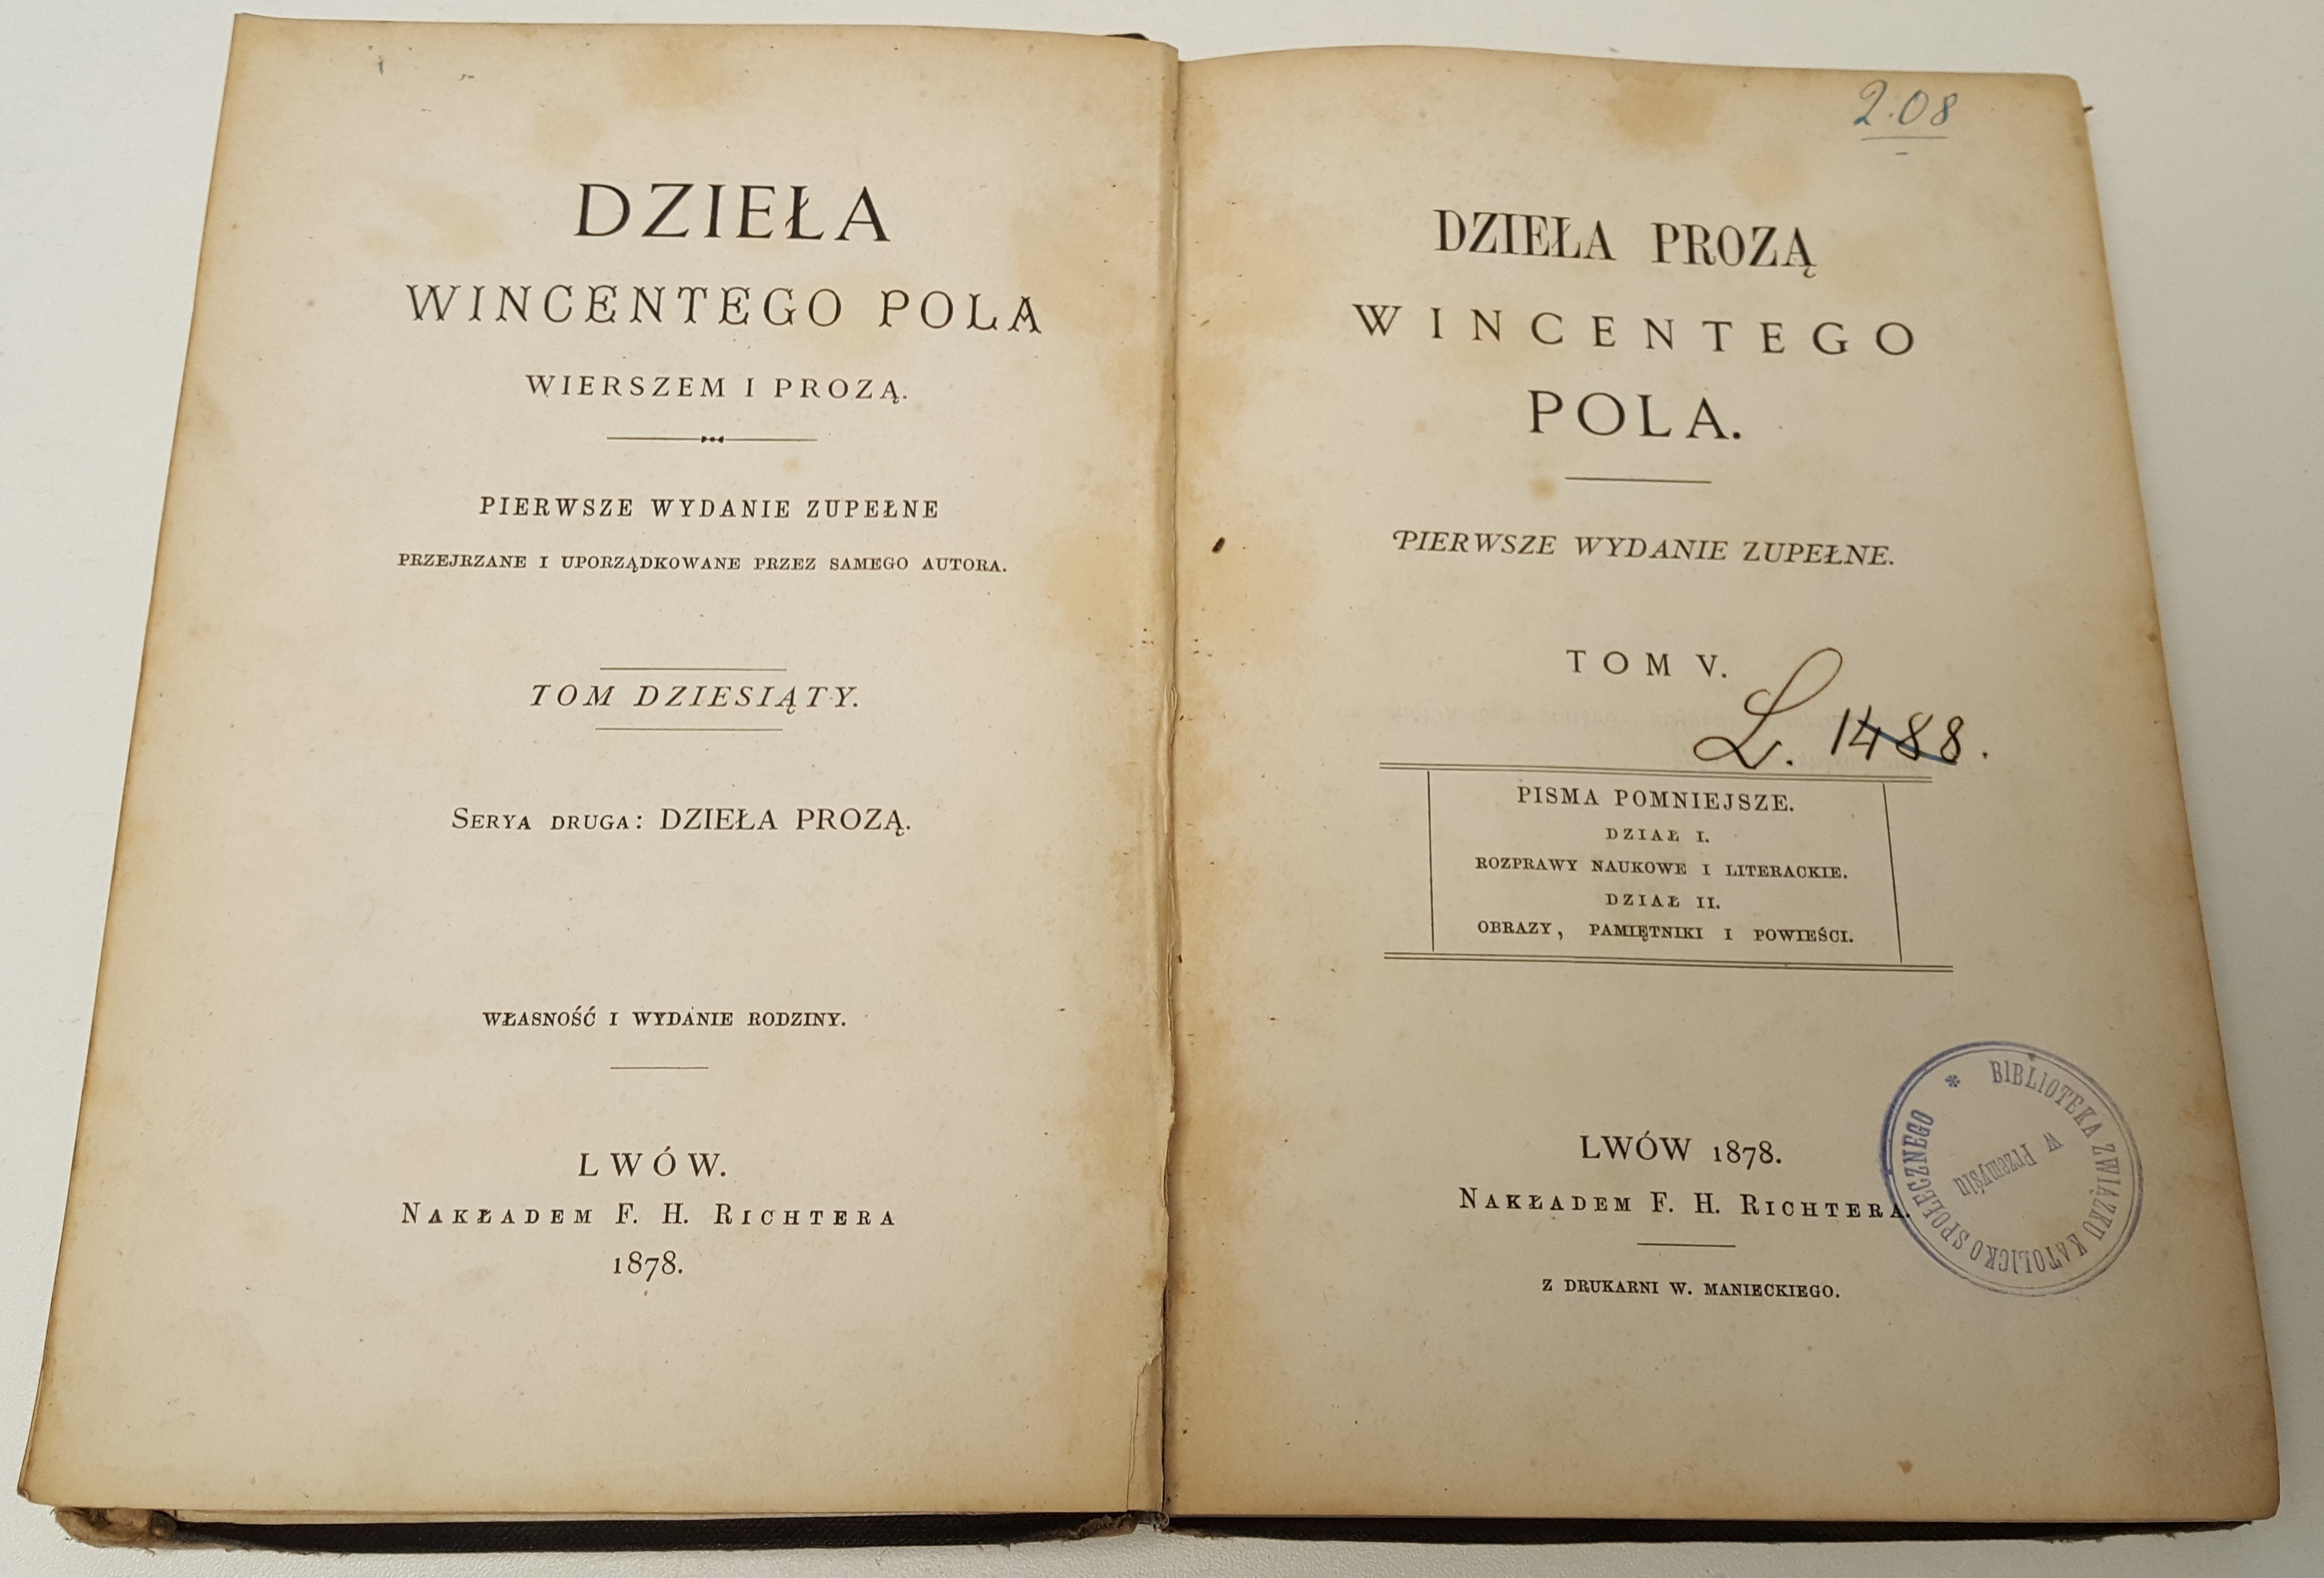 DZIEŁA
WINCENTEGO POLA
WIERSZEM I PROZĄ.
PIERWSZE WYDANIE ZUPEŁNE
PRZEJRZANE I UPORZĄDKOWANE PRZEZ SAMEGO AUTORA.
TOM DZIESIĄTY.
SERYA DRUGA: DZIEŁA PROZĄ.
WŁASNOŚĆ I WYDANIE RODZINY.
LWÓW.
NAKŁADEM F. H. RICHTERA
1878.
2.08
DZIEŁA PROZĄ
WINCENTEGO
POLA.
PIERWSZE WYDANIE ZUPEŁNE.
TOM V.
L. 1488.
PISMA POMNIEJSZE.
DZIAŁ I.
ROZPRAWY NAUKOWE I LITERACKIE.
DZIAŁ II.
OBRAZY, PAMIĘTNIKI I POWIEŚCI.
LWÓW 1878.
NAKŁADEM F. H. RICHTERA.
Z DRUKARNI W. MANIECKIEGO.
* BIBLIOTEKA ZWIĄZKU KATOLICKO SPOŁECZNEGO
w Przemyślu